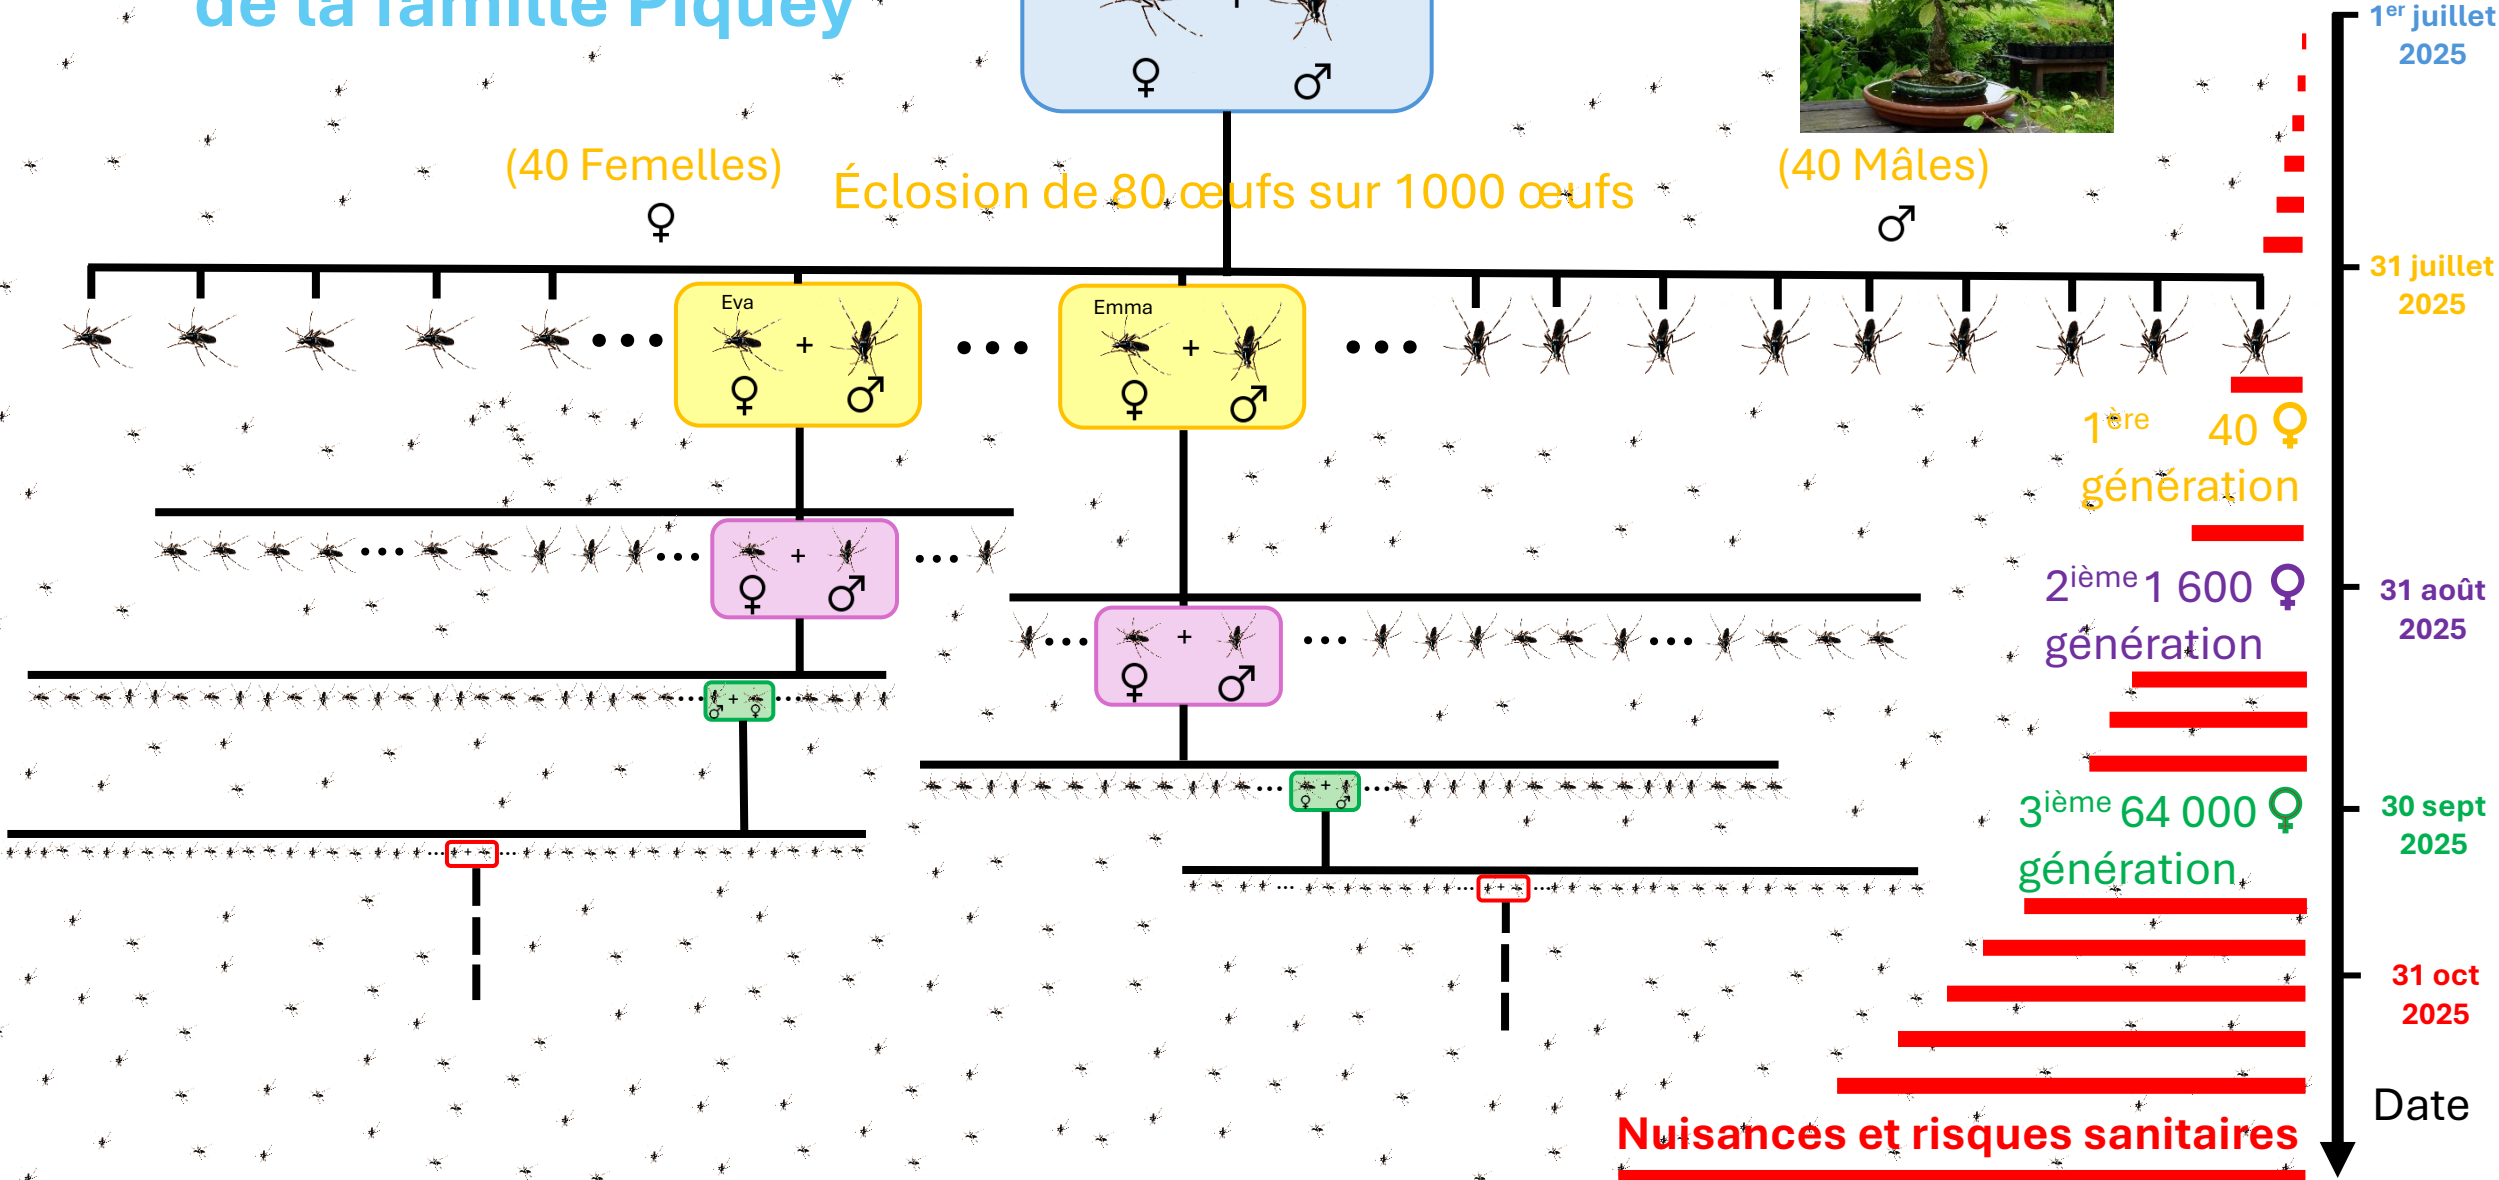 de la famille Piquey
+
♀ ♂
1er juillet
2025
(40 Femelles)
♀
Éclosion de 80 œufs sur 1000 œufs
(40 Mâles)
♂
31 juillet
2025
Eva
+
♀ ♂
Emma
+
♀ ♂
1ère 40 ♀
génération
+
♀ ♂
2ième 1 600 ♀
génération
31 août
2025
+
♀ ♂
+
♂ ♀
+
♀ ♂
3ième 64 000 ♀
génération
30 sept
2025
+
+
31 oct
2025
Date
Nuisances et risques sanitaires